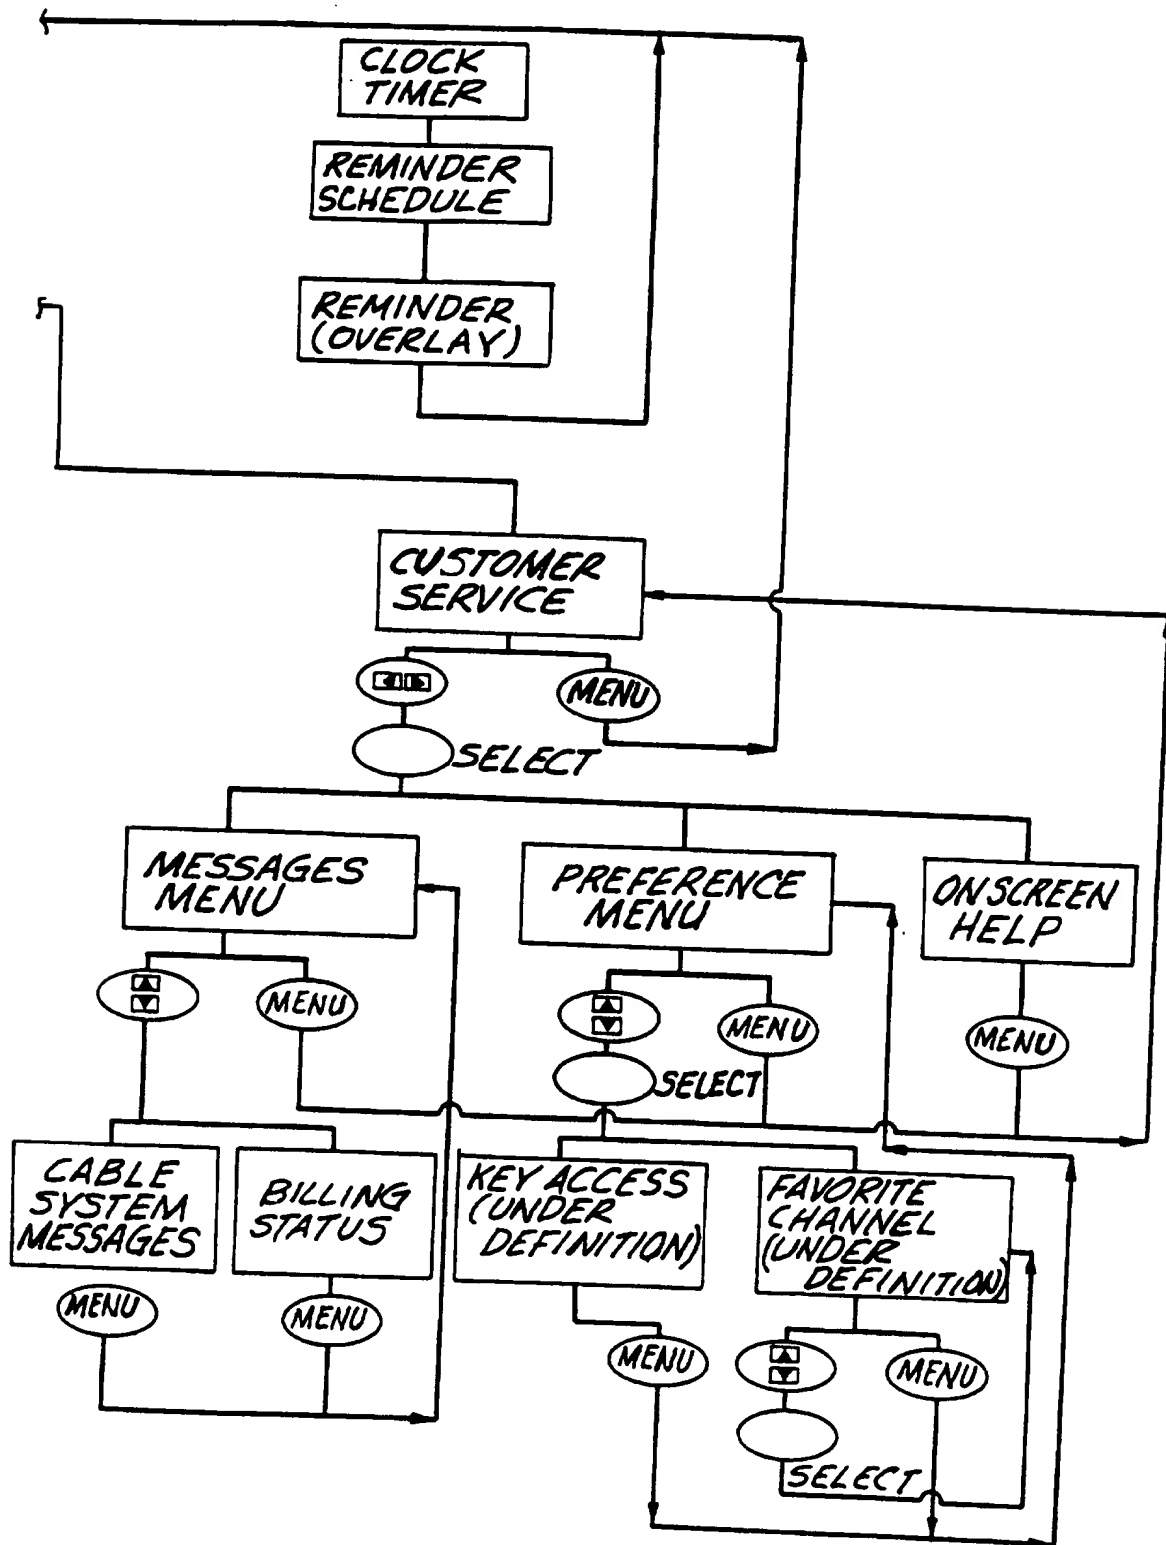 CLOCK
TIMER
REMINDER
SCHEDULE
REMINDER
(OVERLAY)
CUSTOMER
SERVICE
MENU
SELECT
MESSAGES
MENU
PREFERENCE
MENU
ON SCREEN
HELP
MENU
MENU
MENU
SELECT
CABLE
SYSTEM
MESSAGES
BILLING
STATUS
KEY ACCESS
(UNDER
DEFINITION)
FAVORITE
CHANNEL
(UNDER
DEFINITION)
MENU
MENU
MENU
MENU
SELECT